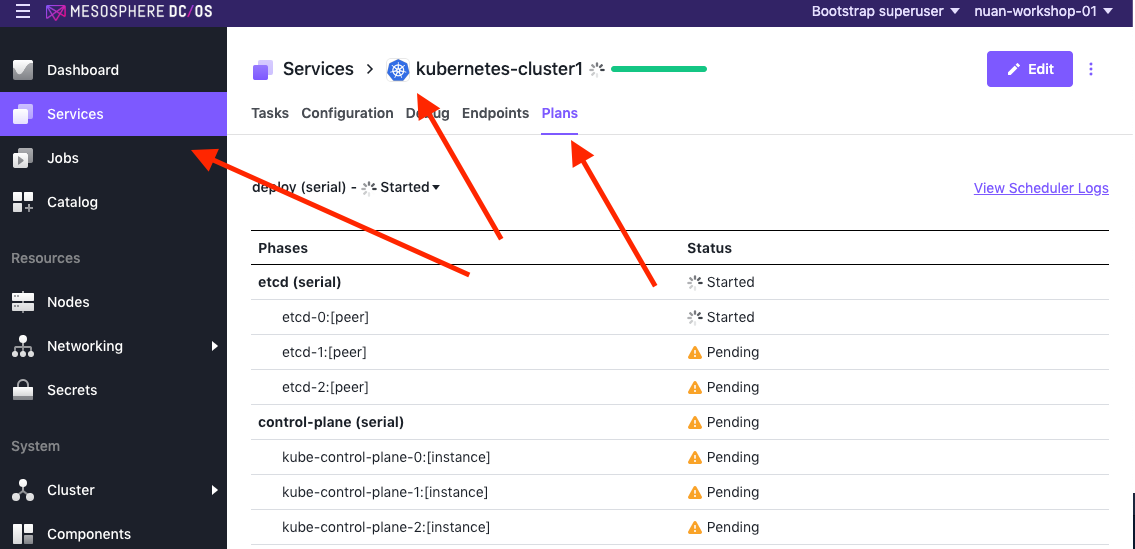 MESOSPHERE DC/OS
Bootstrap superuser nuan-workshop-01
Dashboard
Services
Jobs
Catalog
Resources
Nodes
Networking
Secrets
System
Cluster
Components
Services > kubernetes-cluster1
Edit
Tasks Configuration Debug Endpoints Plans
deploy (serial) - Started
View Scheduler Logs
Phases Status
etcd (serial) Started
etcd-0:[peer] Started
etcd-1:[peer] Pending
etcd-2:[peer] Pending
control-plane (serial) Pending
kube-control-plane-0:[instance] Pending
kube-control-plane-1:[instance] Pending
kube-control-plane-2:[instance] Pending